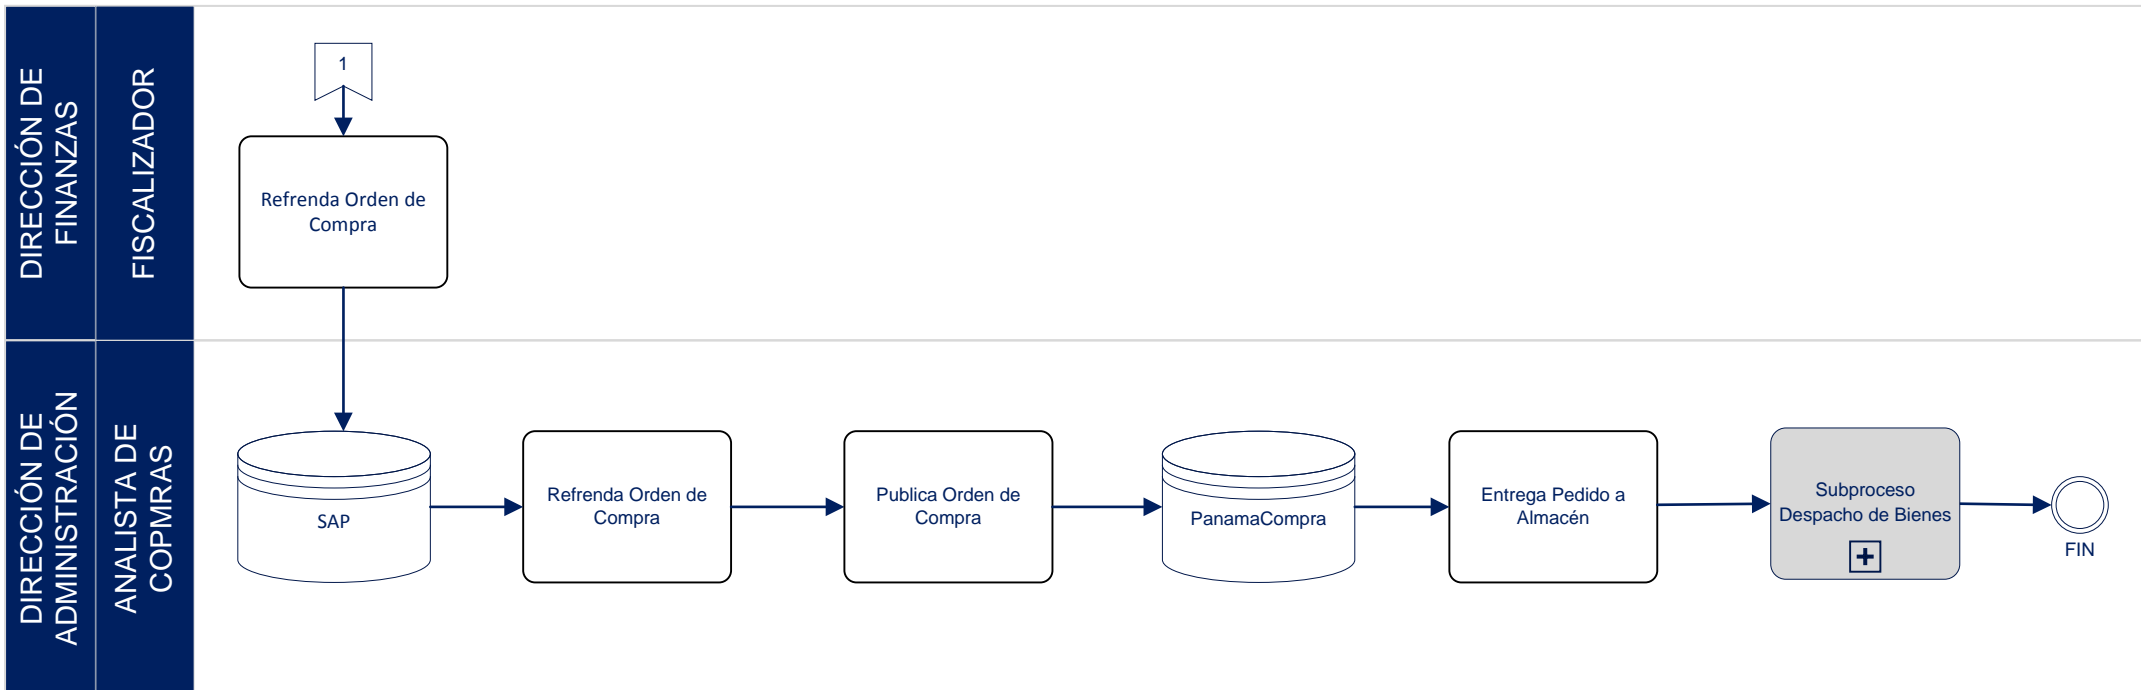 DIRECCIÓN DE
FINANZAS
FISCALIZADOR
1
Refrenda Orden de
Compra
DIRECCIÓN DE
ADMINISTRACIÓN
ANALISTA DE
COPMRAS
SAP
Refrenda Orden de
Compra
Publica Orden de
Compra
PanamaCompra
Entrega Pedido a
Almacén
Subproceso
Despacho de Bienes
FIN